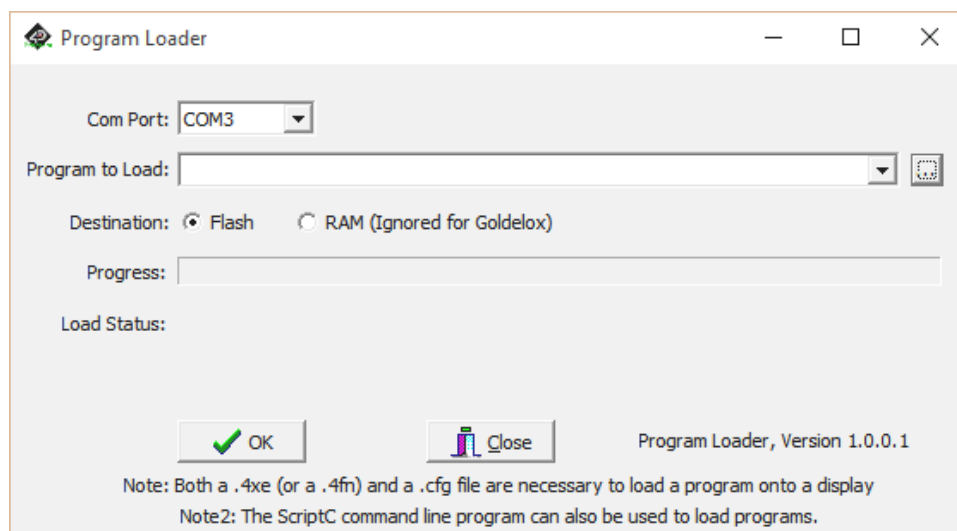 Program Loader
Com Port: COM3
Program to Load:
Destination: Flash RAM (Ignored for Goldelox)
Progress:
Load Status:
OK Close Program Loader, Version 1.0.0.1
Note: Both a .4xe (or a .4fn) and a .cfg file are necessary to load a program onto a display
Note2: The ScriptC command line program can also be used to load programs.